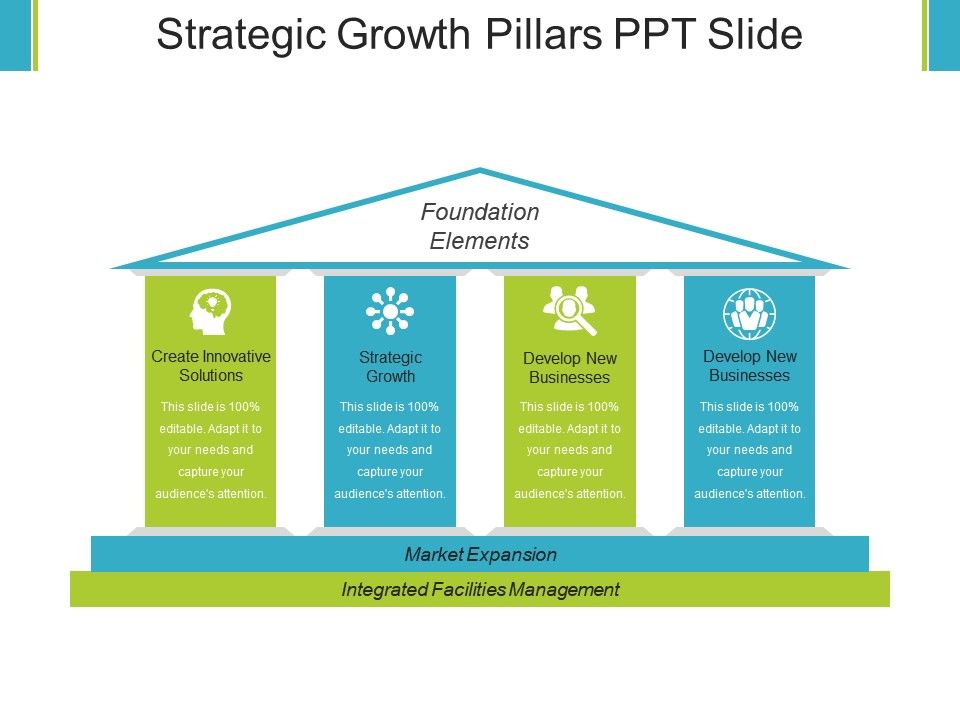 Strategic Growth Pillars PPT Slide
Foundation
Elements
Create Innovative
Solutions
This slide is 100%
editable. Adapt it to
your needs and
capture your
audience's attention.
Strategic
Growth
This slide is 100%
editable. Adapt it to
your needs and
capture your
audience's attention.
Develop New
Businesses
This slide is 100%
editable. Adapt it to
your needs and
capture your
audience's attention.
Develop New
Businesses
This slide is 100%
editable. Adapt it to
your needs and
capture your
audience's attention.
Market Expansion
Integrated Facilities Management